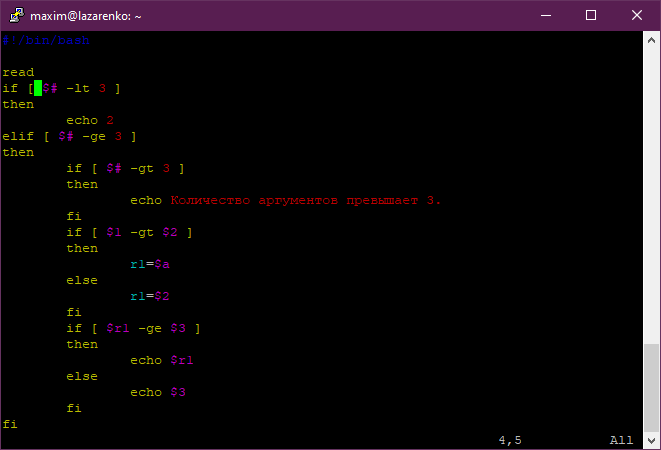 maxim@lazarenko: ~
#!/bin/bash
read
if [ $# -lt 3 ]
then
echo 2
elif [ $# -ge 3 ]
then
if [ $# -gt 3 ]
then
echo Количество аргументов превышает 3.
fi
if [ $1 -gt $2 ]
then
r1=$a
else
r1=$2
fi
if [ $r1 -ge $3 ]
then
echo $r1
else
echo $3
fi
fi
4,5 All